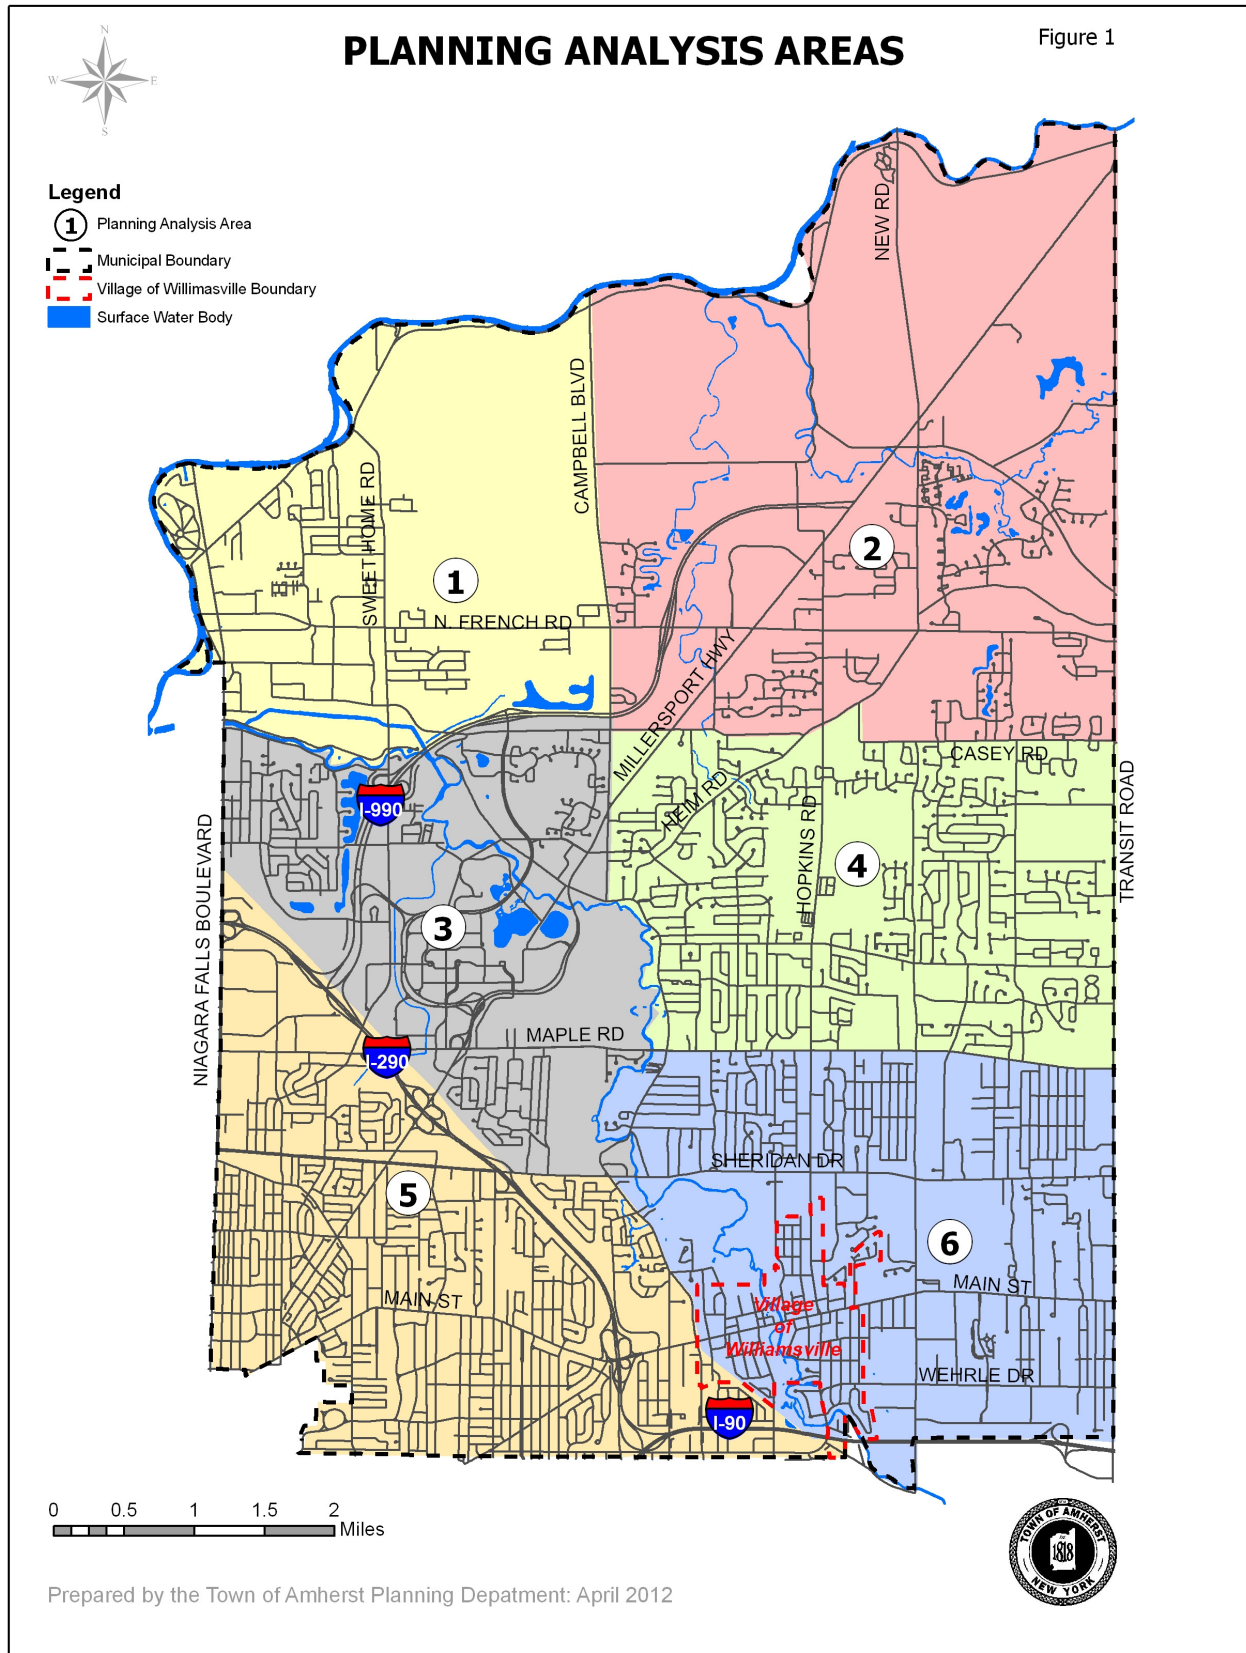 PLANNING ANALYSIS AREAS
Figure 1
N
W
E
S
Legend
1 Planning Analysis Area
Municipal Boundary
Village of Willimasville Boundary
Surface Water Body
NEW RD
CAMPBELL BLVD
SWEET HOME RD
2
1
N. FRENCH RD
MILLERSPORT HWY
CASEY RD
HEIM RD
I-990
HOPKINS RD
TRANSIT ROAD
NIAGARA FALLS BOULEVARD
4
3
MAPLE RD
I-290
SHERIDAN DR
5
6
MAIN ST
MAIN ST
Village
of
Williamsville
WEHRLE DR
I-90
0 0.5 1 1.5 2
Miles
TOWN OF AMHERST
1818
NEW YORK
Prepared by the Town of Amherst Planning Depatment: April 2012